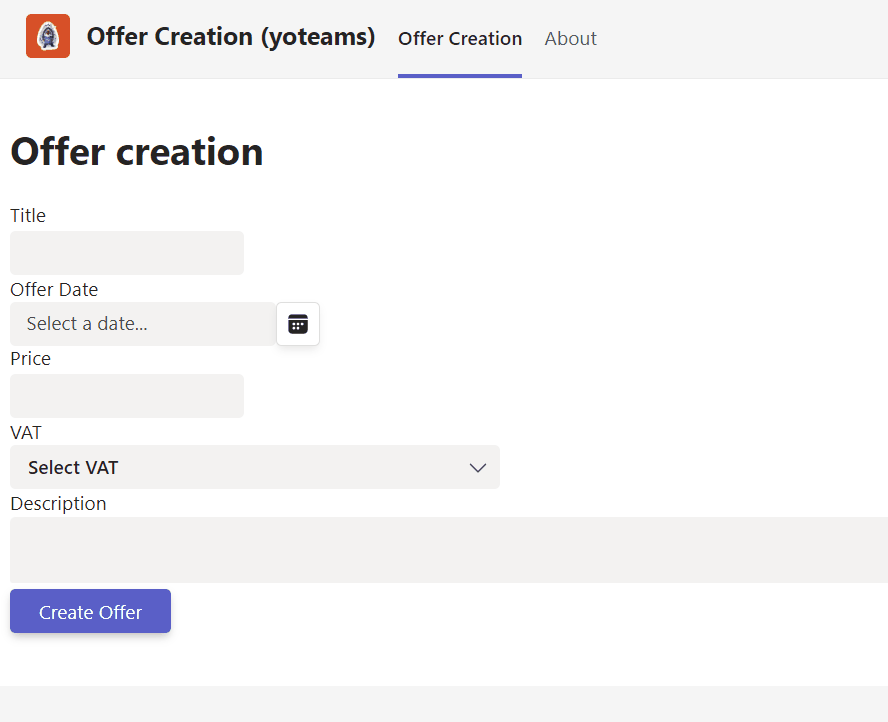 Offer Creation (yoteams) Offer Creation About
Offer creation
Title
Offer Date
Select a date...
Price
VAT
Select VAT
Description
Create Offer